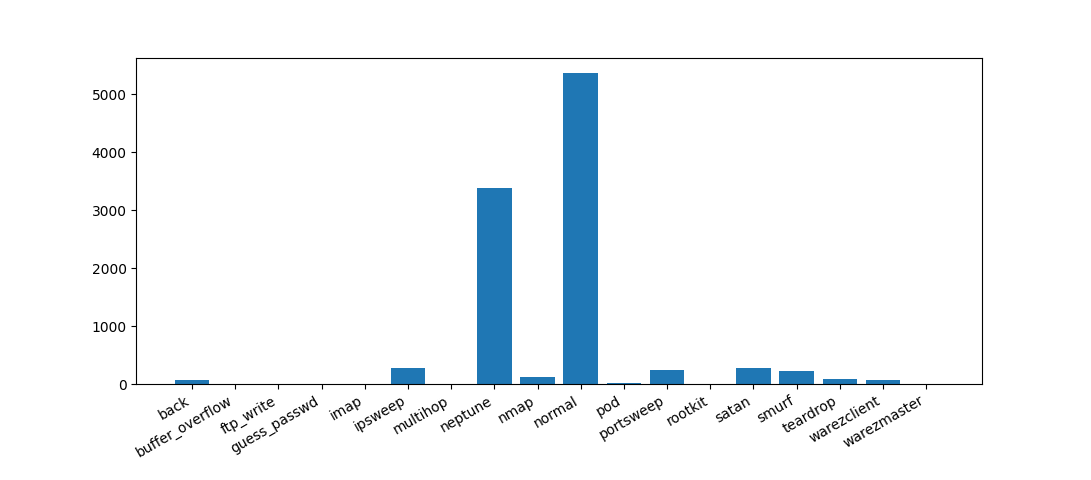 5000
4000
3000
2000
1000
0
back
buffer_overflow
ftp_write
guess_passwd
imap
ipsweep
multihop
neptune
nmap
normal
pod
portsweep
rootkit
satan
smurf
teardrop
warezclient
warezmaster